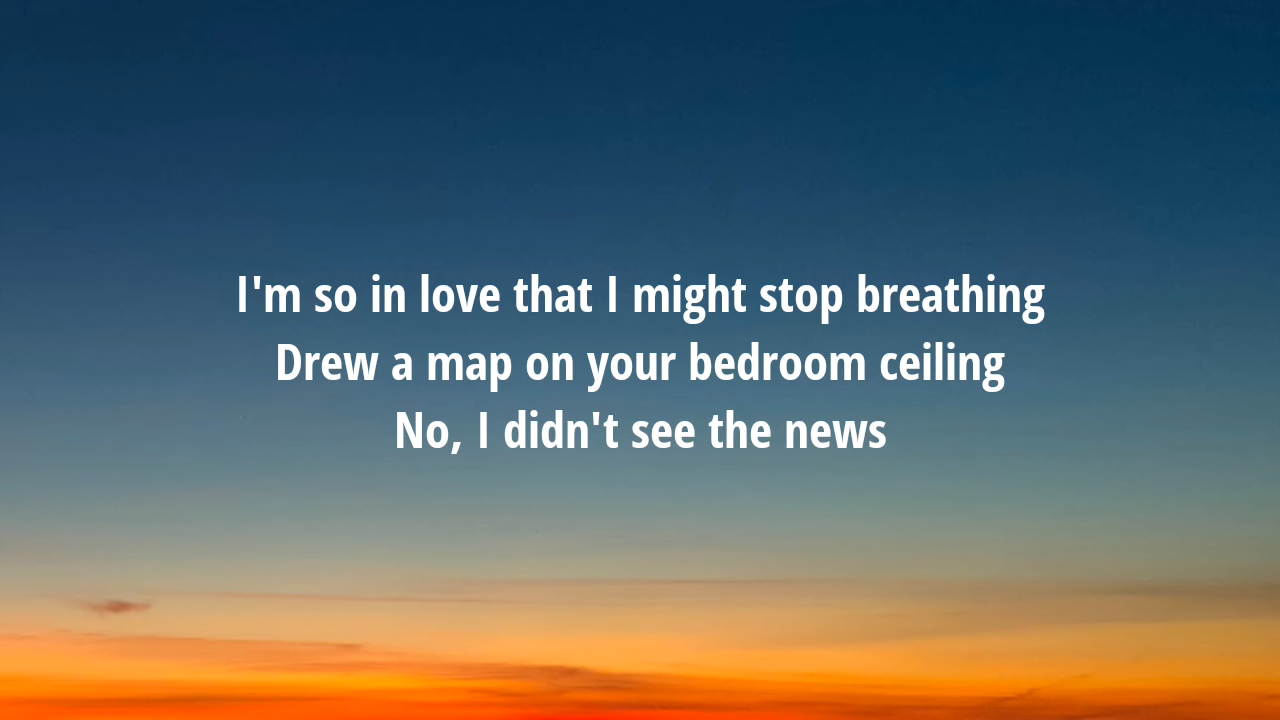 I'm so in love that I might stop breathing
Drew a map on your bedroom ceiling
No, I didn't see the news